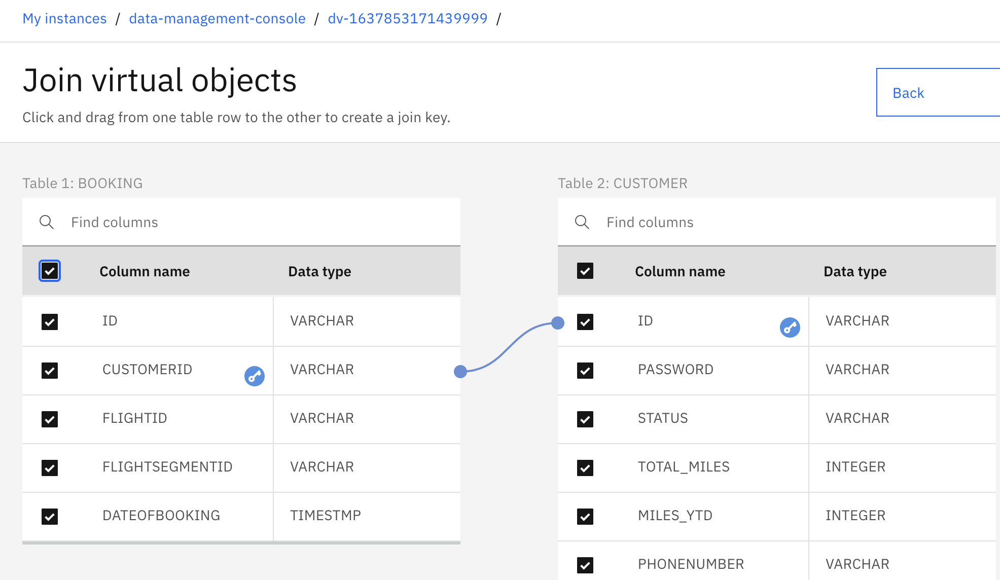 My instances / data-management-console / dv-1637853171439999 /
Join virtual objects
Click and drag from one table row to the other to create a join key.
Back
Table 1: BOOKING
Find columns
Column name Data type
ID VARCHAR
CUSTOMERID VARCHAR
FLIGHTID VARCHAR
FLIGHTSEGMENTID VARCHAR
DATEOFBOOKING TIMESTMP
Table 2: CUSTOMER
Find columns
Column name Data type
ID VARCHAR
PASSWORD VARCHAR
STATUS VARCHAR
TOTAL_MILES INTEGER
MILES_YTD INTEGER
PHONENUMBER VARCHAR